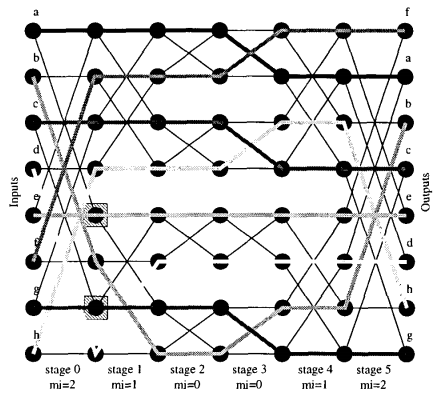 a
b
c
d
e
f
g
h
Inputs
f
a
b
c
e
d
h
g
Outputs
stage 0 stage 1 stage 2 stage 3 stage 4 stage 5
mi=2 mi=1 mi=0 mi=0 mi=1 mi=2